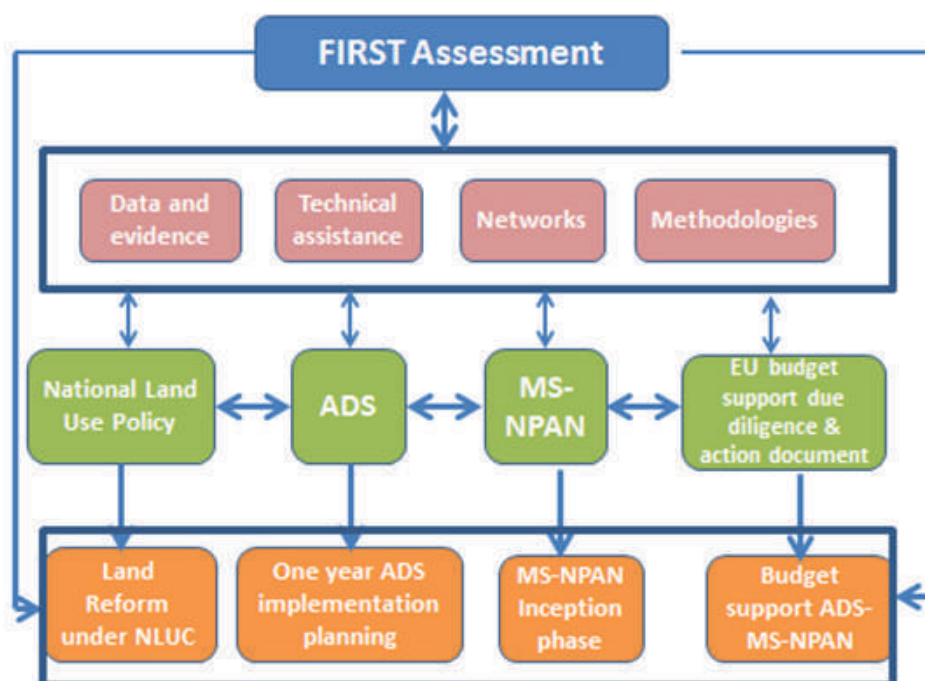 FIRST Assessment
Data and
evidence
Technical
assistance
Networks
Methodologies
National Land
Use Policy
ADS
MS-
NPAN
EU budget
support due
diligence &
action document
Land
Reform
under NLUC
One year ADS
implementation
planning
MS-NPAN
Inception
phase
Budget
support ADS-
MS-NPAN